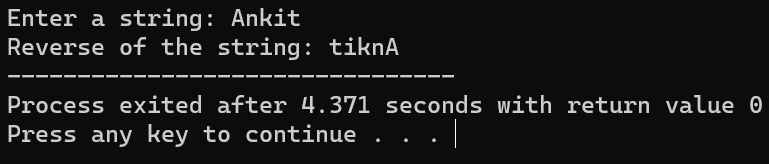 Enter a string: Ankit
Reverse of the string: tiknA
--------------------------------
Process exited after 4.371 seconds with return value 0
Press any key to continue . . .